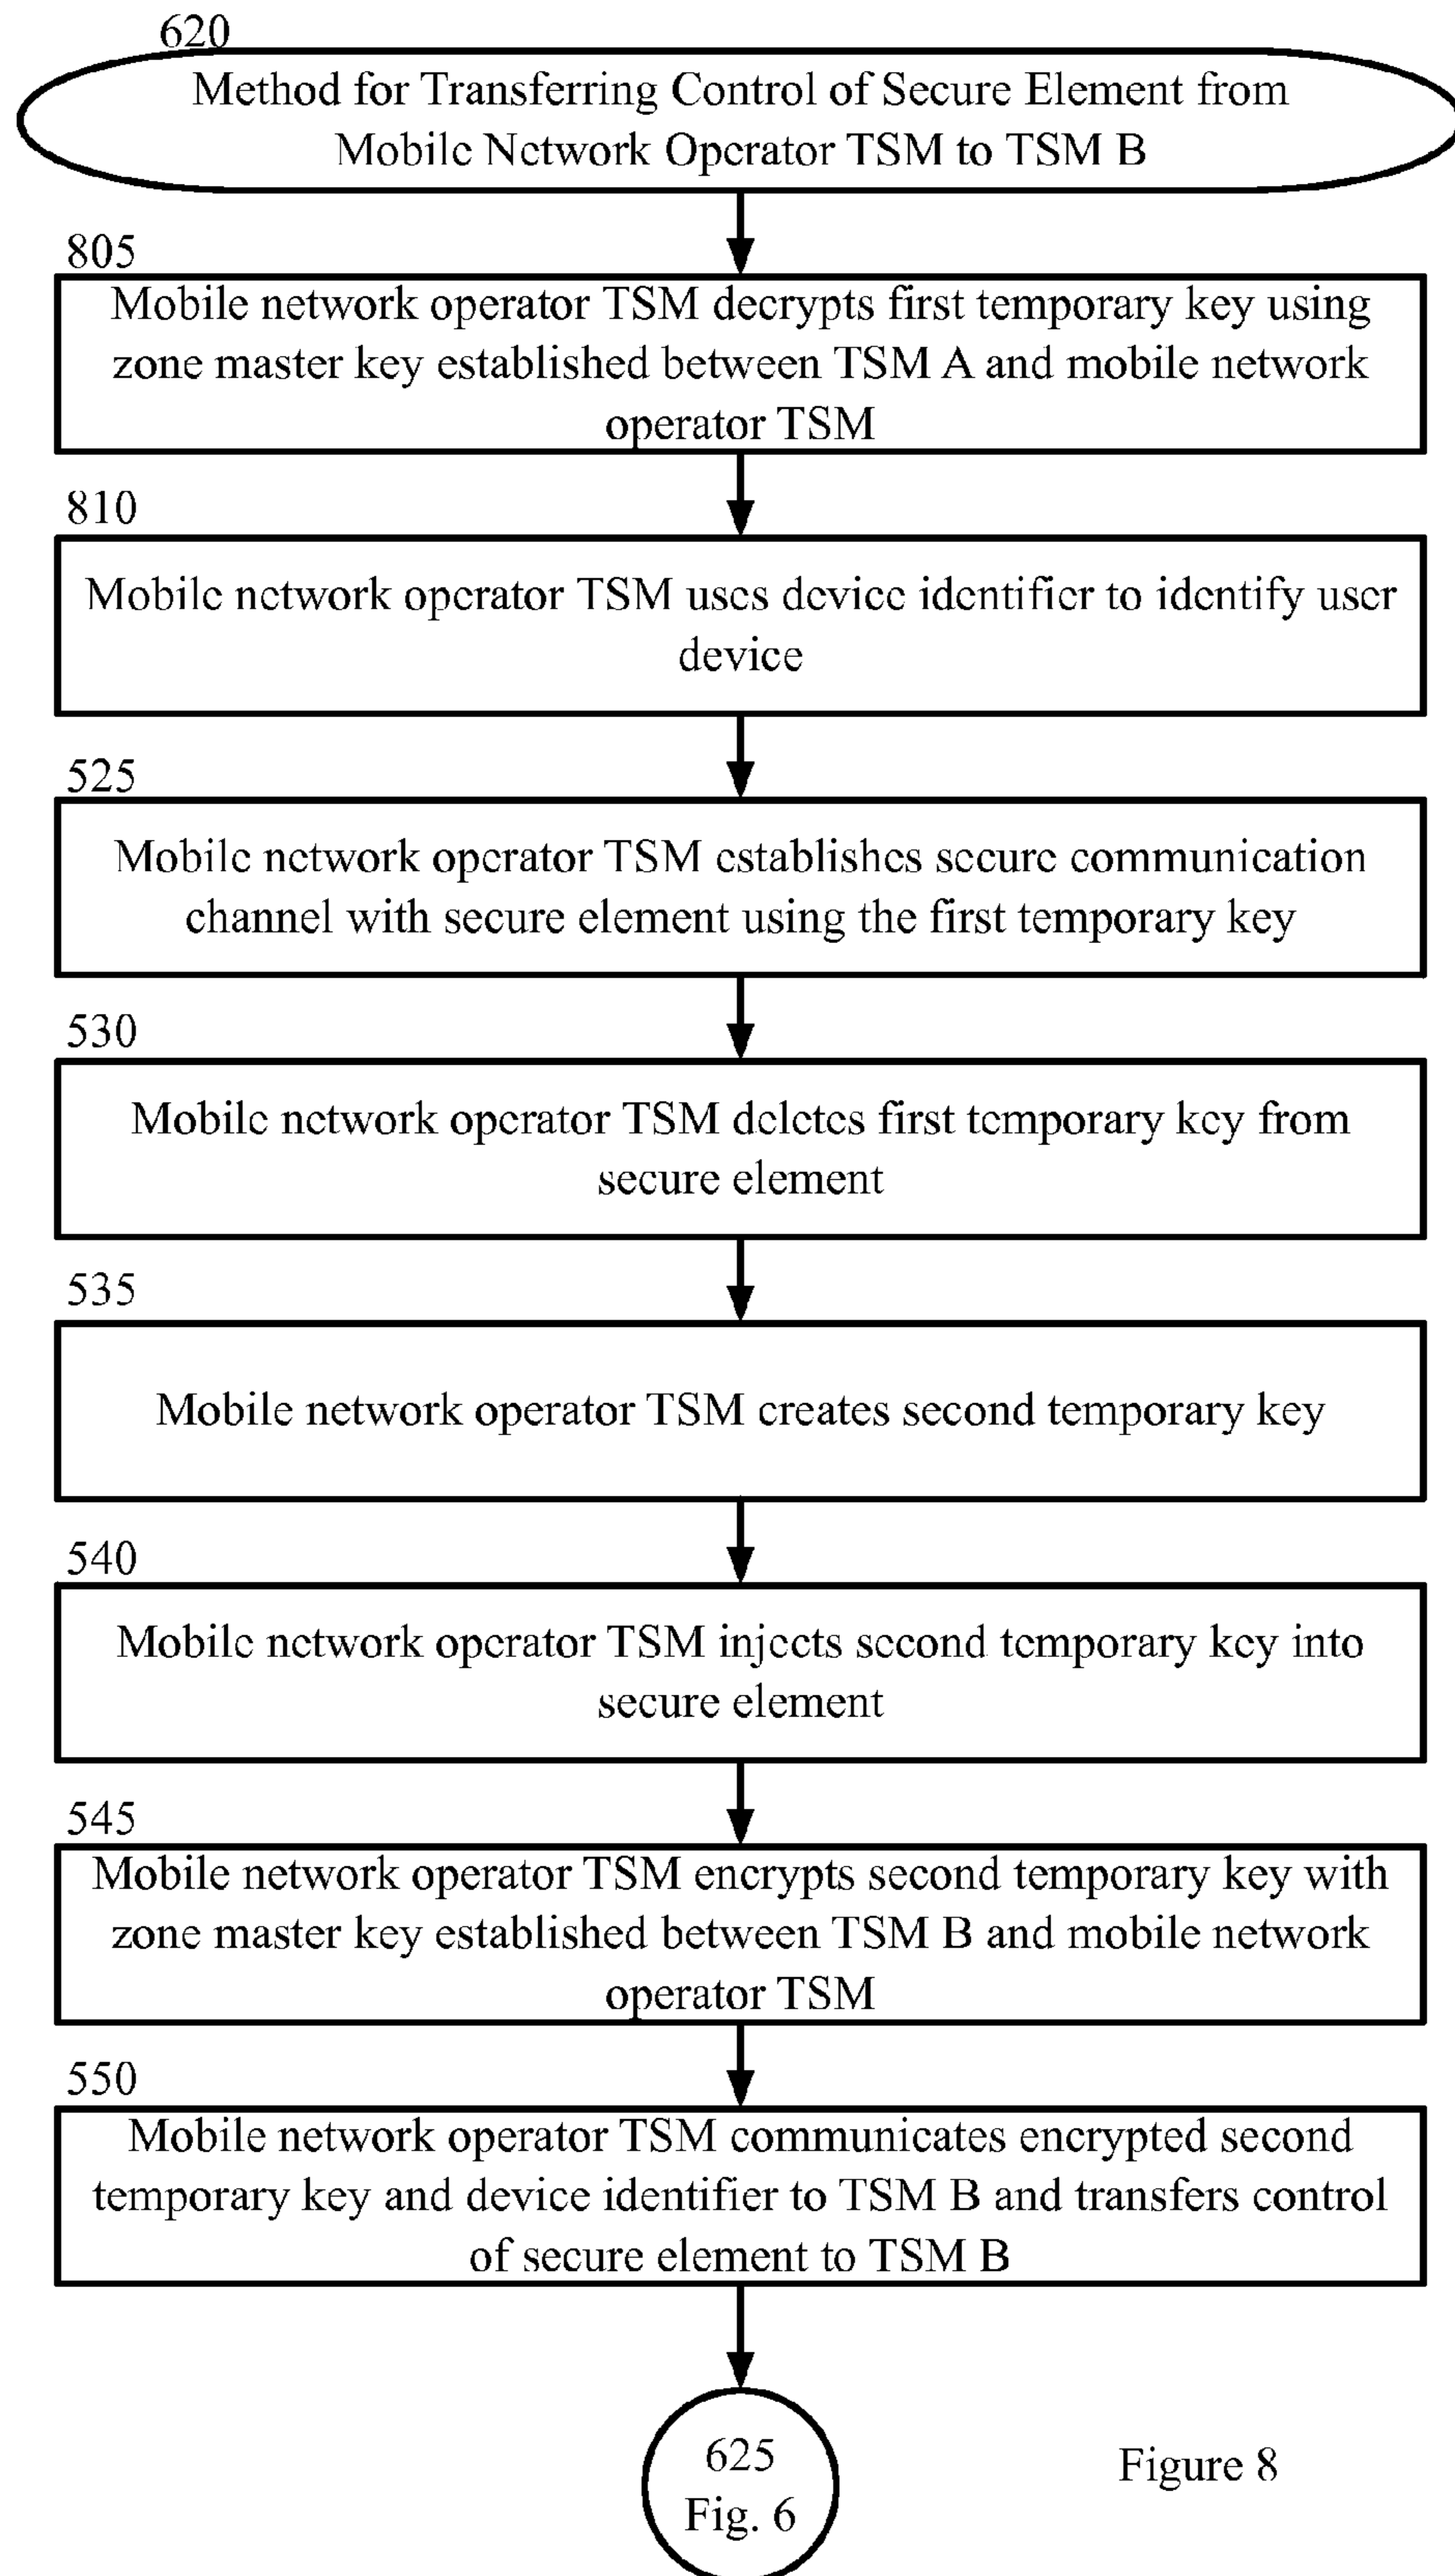 620
Method for Transferring Control of Secure Element from
Mobile Network Operator TSM to TSM B
805
Mobile network operator TSM decrypts first temporary key using
zone master key established between TSM A and mobile network
operator TSM
810
Mobile network operator TSM uses device identifier to identify user
device
525
Mobile network operator TSM establishes secure communication
channel with secure element using the first temporary key
530
Mobile network operator TSM deletes first temporary key from
secure element
535
Mobile network operator TSM creates second temporary key
540
Mobile network operator TSM injects second temporary key into
secure element
545
Mobile network operator TSM encrypts second temporary key with
zone master key established between TSM B and mobile network
operator TSM
550
Mobile network operator TSM communicates encrypted second
temporary key and device identifier to TSM B and transfers control
of secure element to TSM B
625
Fig. 6
Figure 8